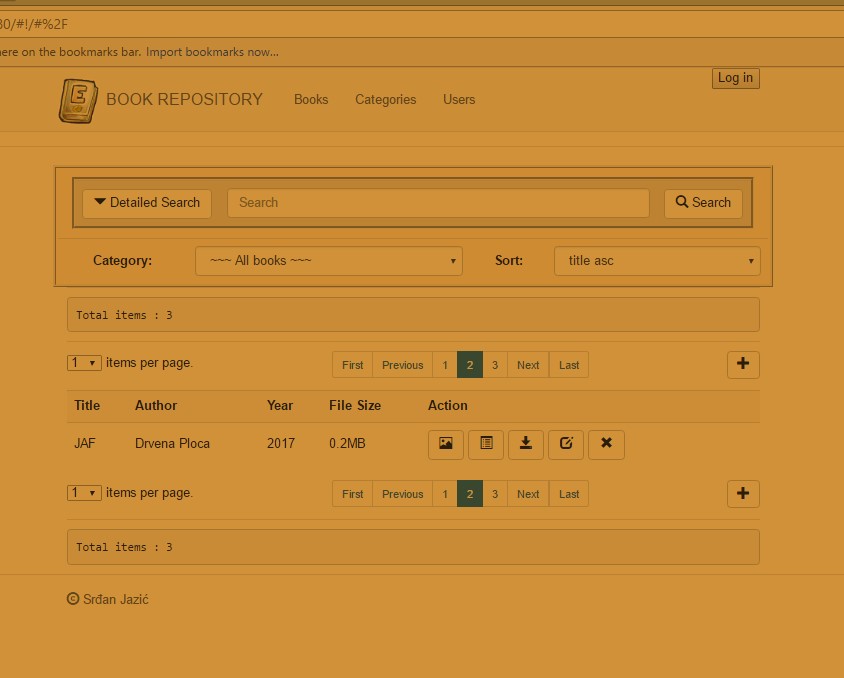 30/#!/#%2F
here on the bookmarks bar. Import bookmarks now...
Log in
E BOOK REPOSITORY Books Categories Users
Detailed Search Search Search
Category: ~~~ All books ~~~ Sort: title asc
Total items : 3
1 items per page. First Previous 1 2 3 Next Last
Title Author Year File Size Action
JAF Drvena Ploca 2017 0.2MB
1 items per page. First Previous 1 2 3 Next Last
Total items : 3
© Srđan Jazić